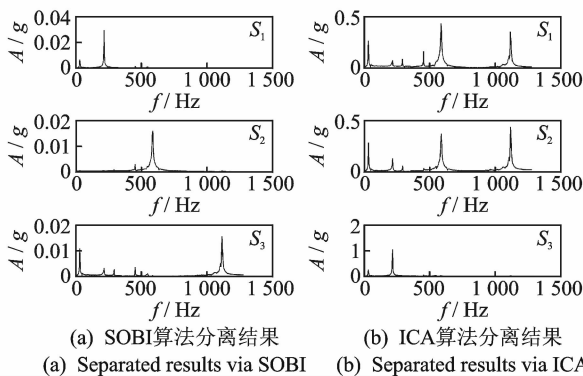 0.04
0.02
0
A / g
S1
0 500 1 000 1 500
f / Hz
0.02
0.01
0
A / g
S2
0 500 1 000 1 500
f / Hz
0.02
0.01
0
A / g
S3
0 500 1 000 1 500
f / Hz
(a) SOBI算法分离结果
(a) Separated results via SOBI
0.5
0
A / g
S1
0 500 1 000 1 500
f / Hz
0.5
0
A / g
S2
0 500 1 000 1 500
f / Hz
2
1
0
A / g
S3
0 500 1 000 1 500
f / Hz
(b) ICA算法分离结果
(b) Separated results via ICA